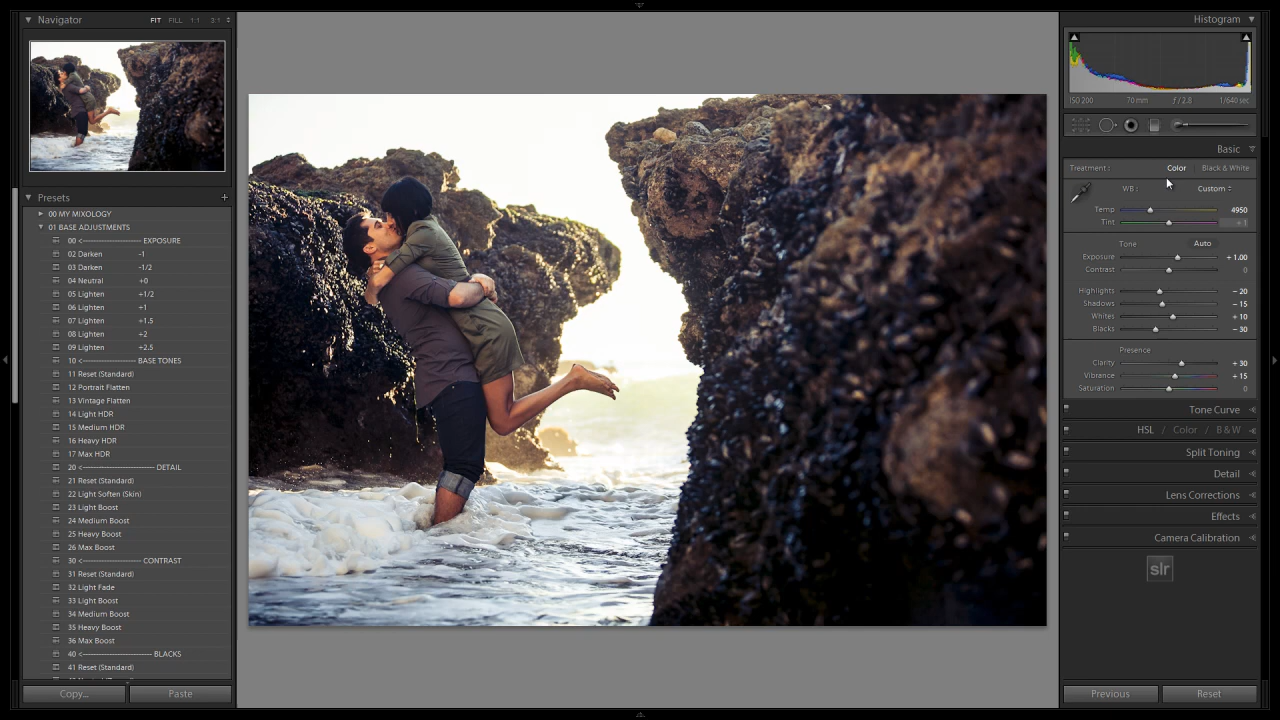 Navigator
FIT FILL 1:1 3:1
Presets +
00 MY MIXOLOGY
01 BASE ADJUSTMENTS
00 <------------------------ EXPOSURE
02 Darken -1
03 Darken -1/2
04 Neutral +0
05 Lighten +1/2
06 Lighten +1
07 Lighten +1.5
08 Lighten +2
09 Lighten +2.5
10 <---------------------- BASE TONES
11 Reset (Standard)
12 Portrait Flatten
13 Vintage Flatten
14 Light HDR
15 Medium HDR
16 Heavy HDR
17 Max HDR
20 <----------------------------- DETAIL
21 Reset (Standard)
22 Light Soften (Skin)
23 Light Boost
24 Medium Boost
25 Heavy Boost
26 Max Boost
30 <------------------------ CONTRAST
31 Reset (Standard)
32 Light Fade
33 Light Boost
34 Medium Boost
35 Heavy Boost
36 Max Boost
40 <---------------------------- BLACKS
41 Reset (Standard)
Copy... Paste
Histogram
ISO 200 70 mm ƒ / 2.8 1/640 sec
Basic
Treatment : Color Black & White
WB : Custom
Temp 4950
Tint + 1
Tone Auto
Exposure + 1.00
Contrast 0
Highlights − 20
Shadows − 15
Whites + 10
Blacks − 30
Presence
Clarity + 30
Vibrance + 15
Saturation 0
Tone Curve
HSL / Color / B & W
Split Toning
Detail
Lens Corrections
Effects
Camera Calibration
slr
Previous Reset